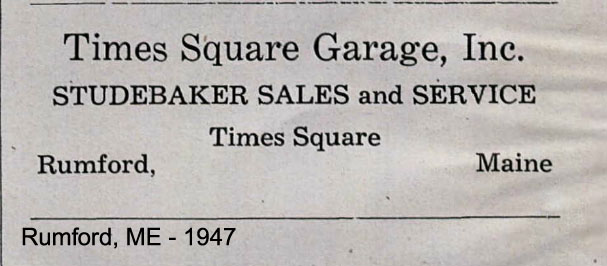 Times Square Garage, Inc.
STUDEBAKER SALES and SERVICE
Times Square
Rumford, Maine
Rumford, ME - 1947